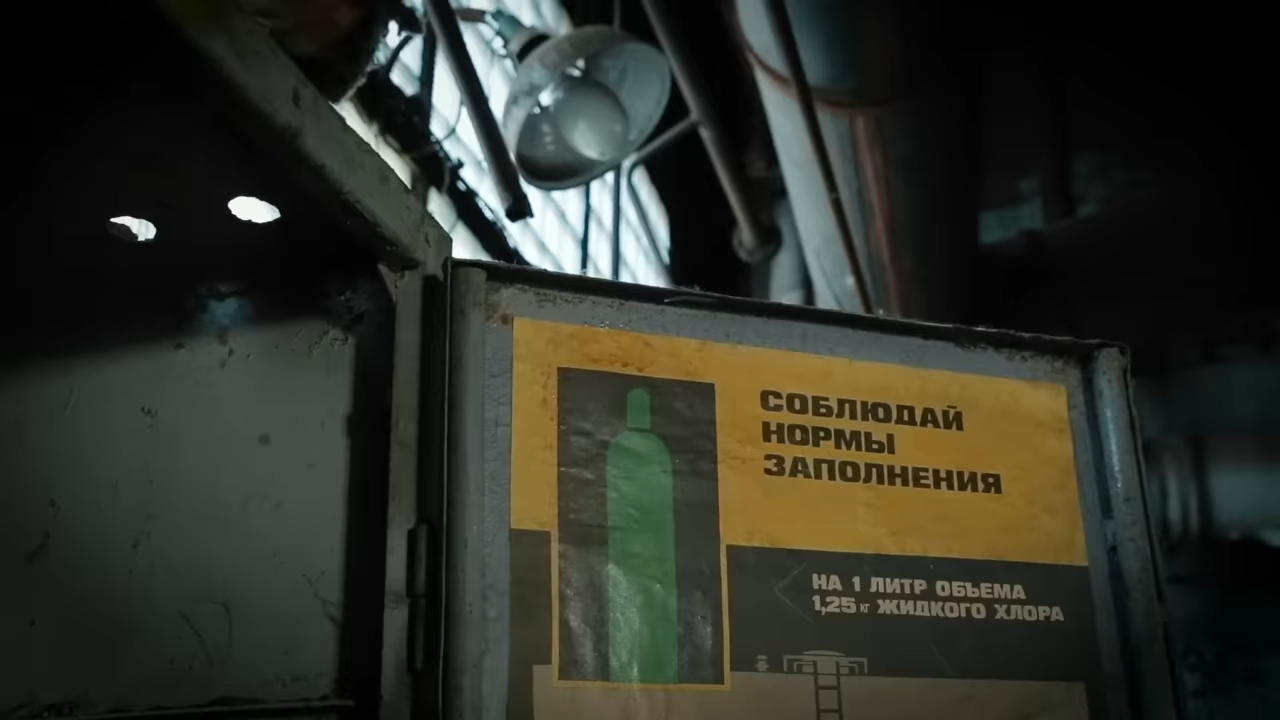 СОБЛЮДАЙ
НОРМЫ
ЗАПОЛНЕНИЯ
НА 1 ЛИТР ОБЪЕМА
1,25 кг ЖИДКОГО ХЛОРА